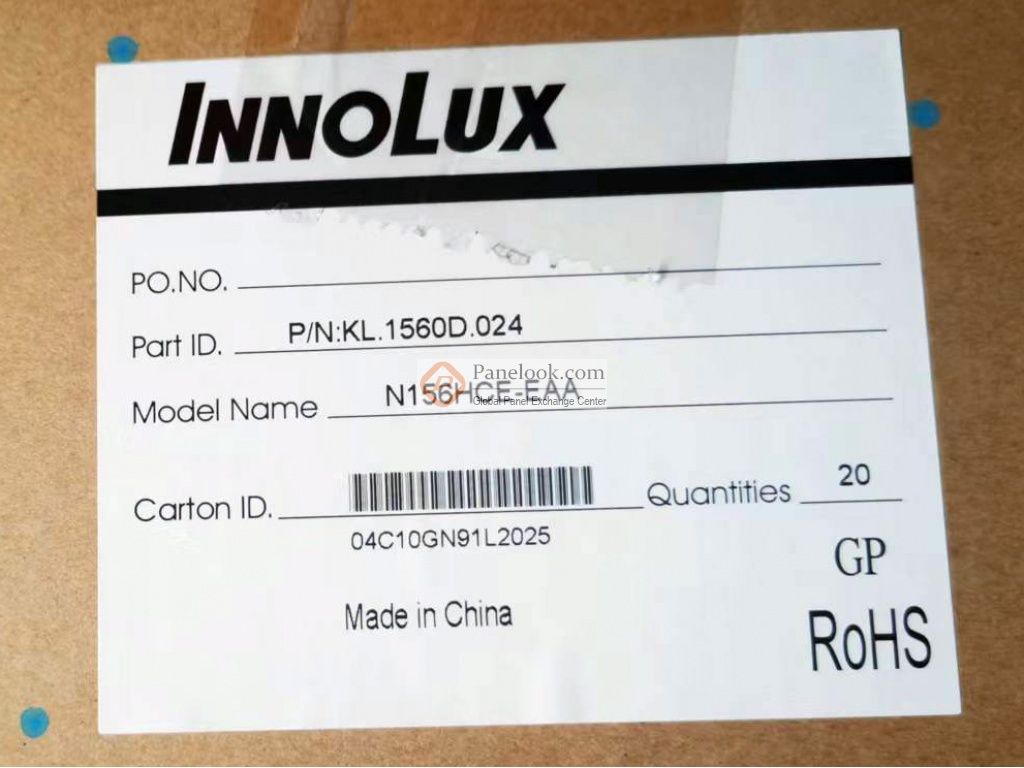 INNOLUX
PO.NO.
Part ID. P/N:KL.1560D.024
Panelook.com
Model Name N156HCE-EAA
Global Panel Exchange Center
Carton ID. Quantities 20
04C10GN91L2025
GP
Made in China
RoHS